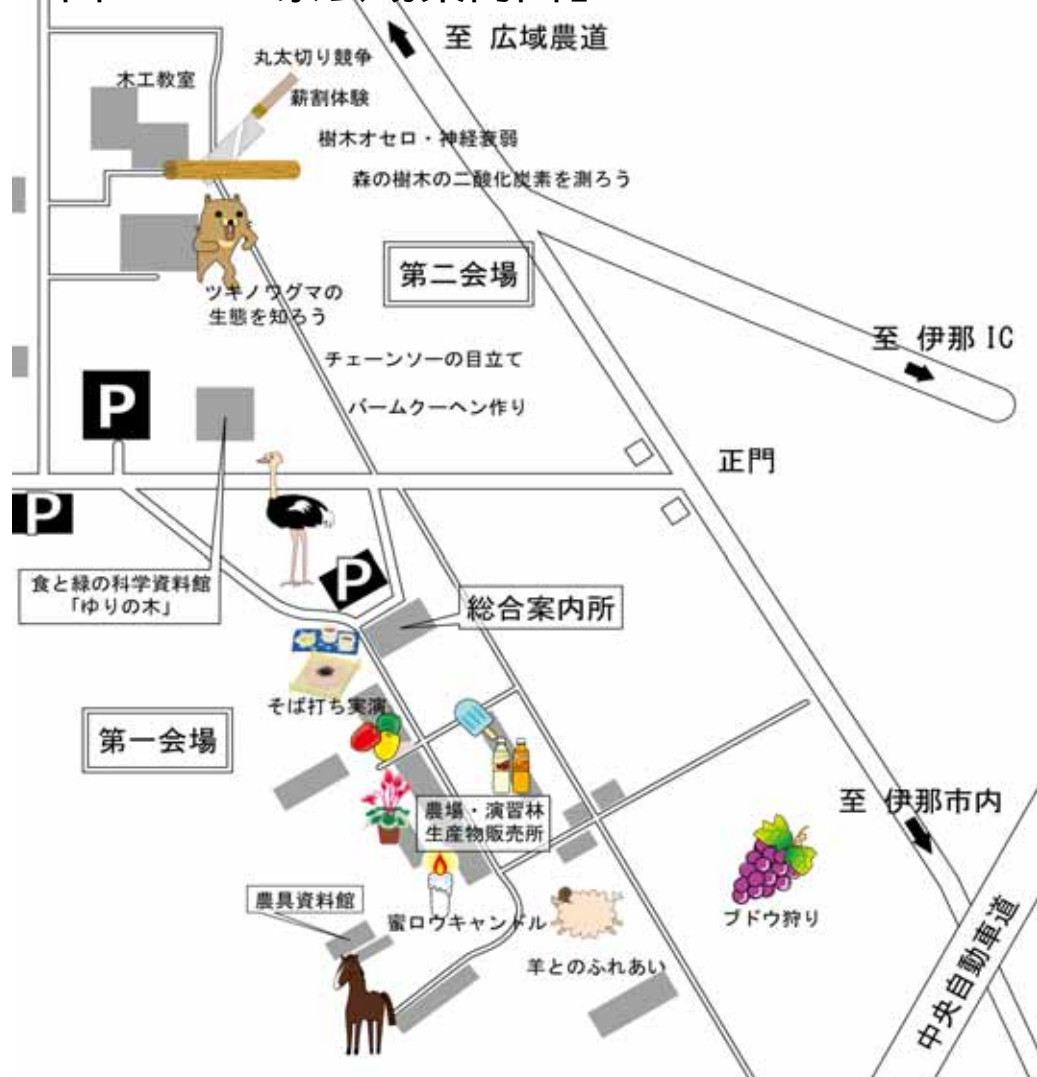 至 広域農道
丸太切り競争
木工教室
薪割体験
樹木オセロ・神経衰弱
森の樹木の二酸化炭素を測ろう
第二会場
ツキノワグマの
生態を知ろう
至 伊那 IC
チェーンソーの目立て
バームクーヘン作り
P
正門
P
P
食と緑の科学資料館
「ゆりの木」
総合案内所
そば打ち実演
第一会場
農場・演習林
生産物販売所
至 伊那市内
農具資料館
蜜ロウキャンドル
ブドウ狩り
羊とのふれあい
中央自動車道